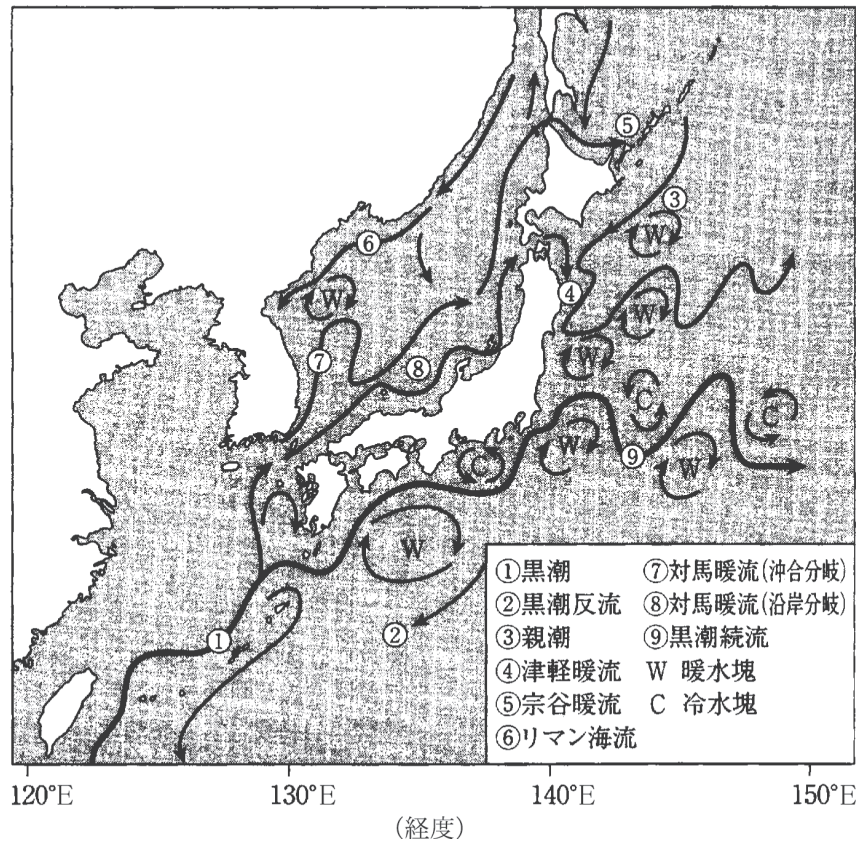 ⑤
③
W
⑥
W
④
W
⑦
⑧
W
C
C
W
C
⑨
W
W
①
②
①黒潮 ⑦対馬暖流(沖合分岐)
②黒潮反流 ⑧対馬暖流(沿岸分岐)
③親潮 ⑨黒潮続流
④津軽暖流 W 暖水塊
⑤宗谷暖流 C 冷水塊
⑥リマン海流
120°E 130°E 140°E 150°E
(経度)